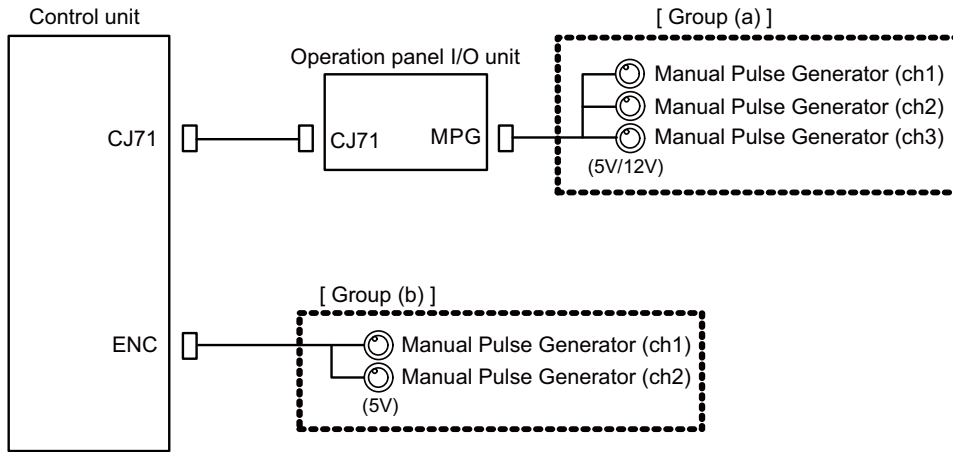 Control unit
[ Group (a) ]
Operation panel I/O unit
Manual Pulse Generator (ch1)
Manual Pulse Generator (ch2)
CJ71
CJ71
MPG
Manual Pulse Generator (ch3)
(5V/12V)
[ Group (b) ]
ENC
Manual Pulse Generator (ch1)
Manual Pulse Generator (ch2)
(5V)